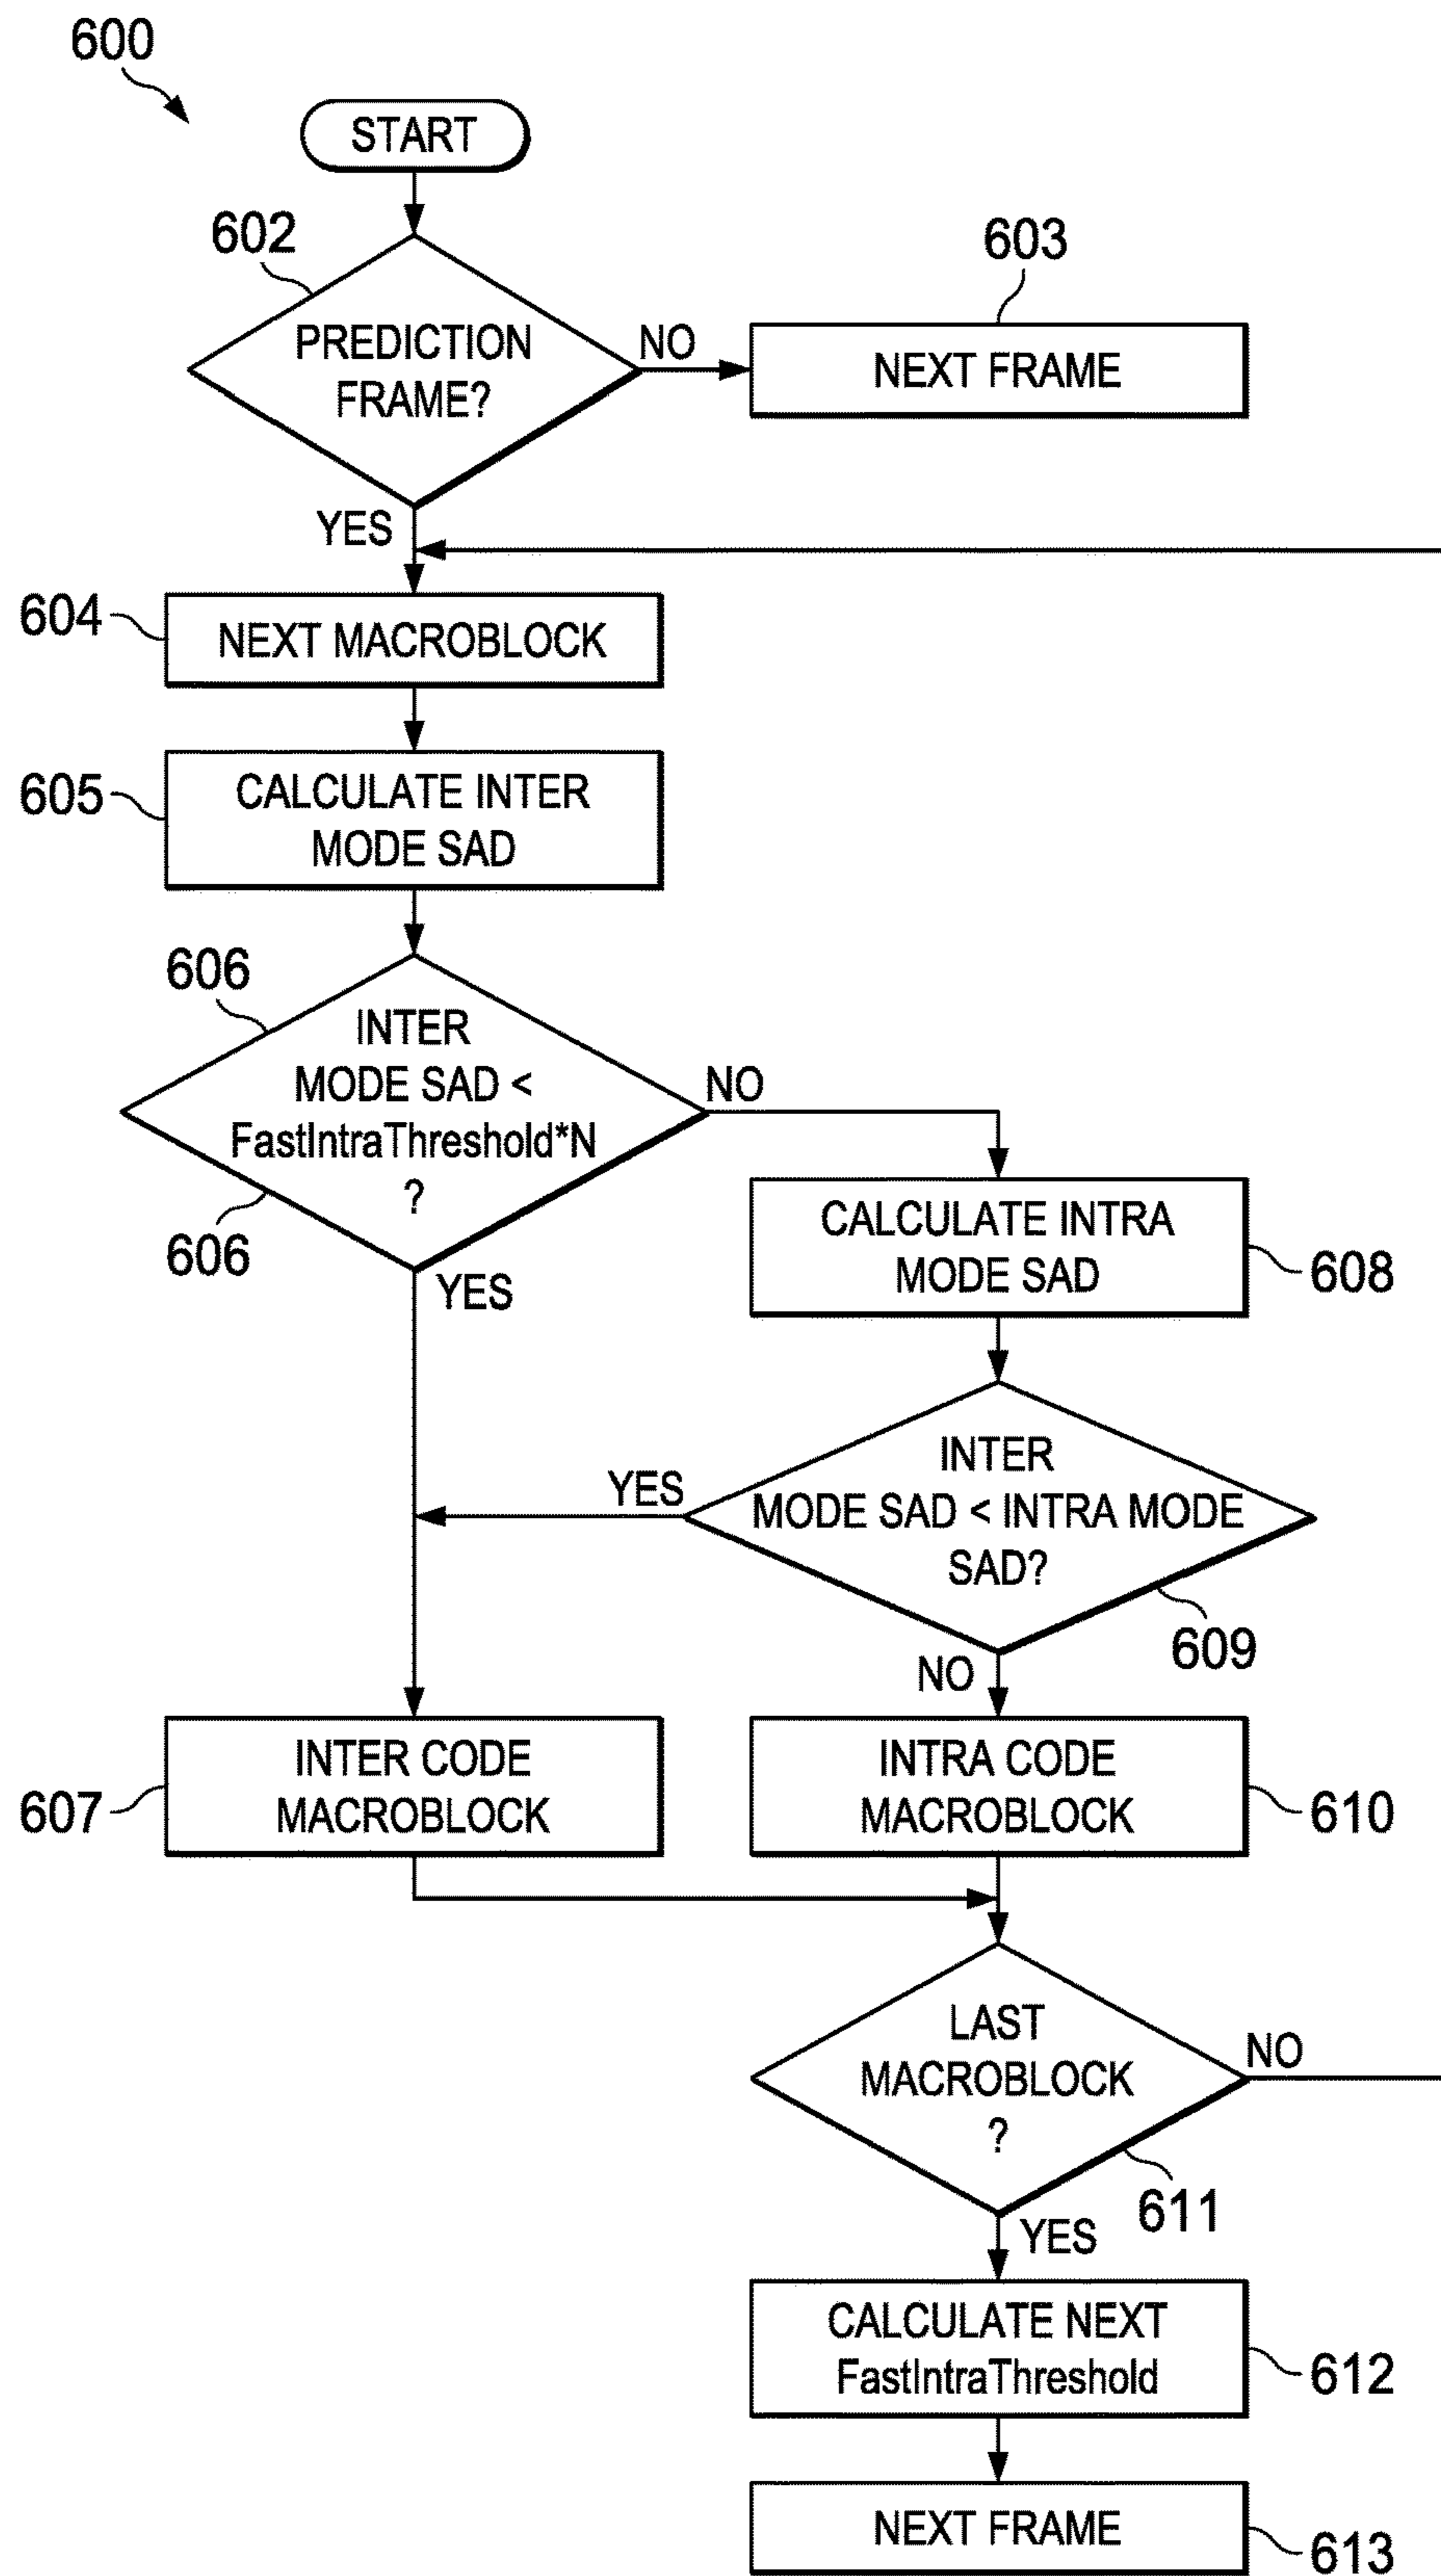 600
START
602
PREDICTION
FRAME?
NO
603
NEXT FRAME
YES
604
NEXT MACROBLOCK
605
CALCULATE INTER
MODE SAD
606
INTER
MODE SAD <
FastIntraThreshold*N
?
606
NO
YES
CALCULATE INTRA
MODE SAD
608
INTER
MODE SAD < INTRA MODE
SAD?
YES
609
NO
607
INTER CODE
MACROBLOCK
INTRA CODE
MACROBLOCK
610
LAST
MACROBLOCK
?
NO
611
YES
CALCULATE NEXT
FastIntraThreshold
612
NEXT FRAME
613